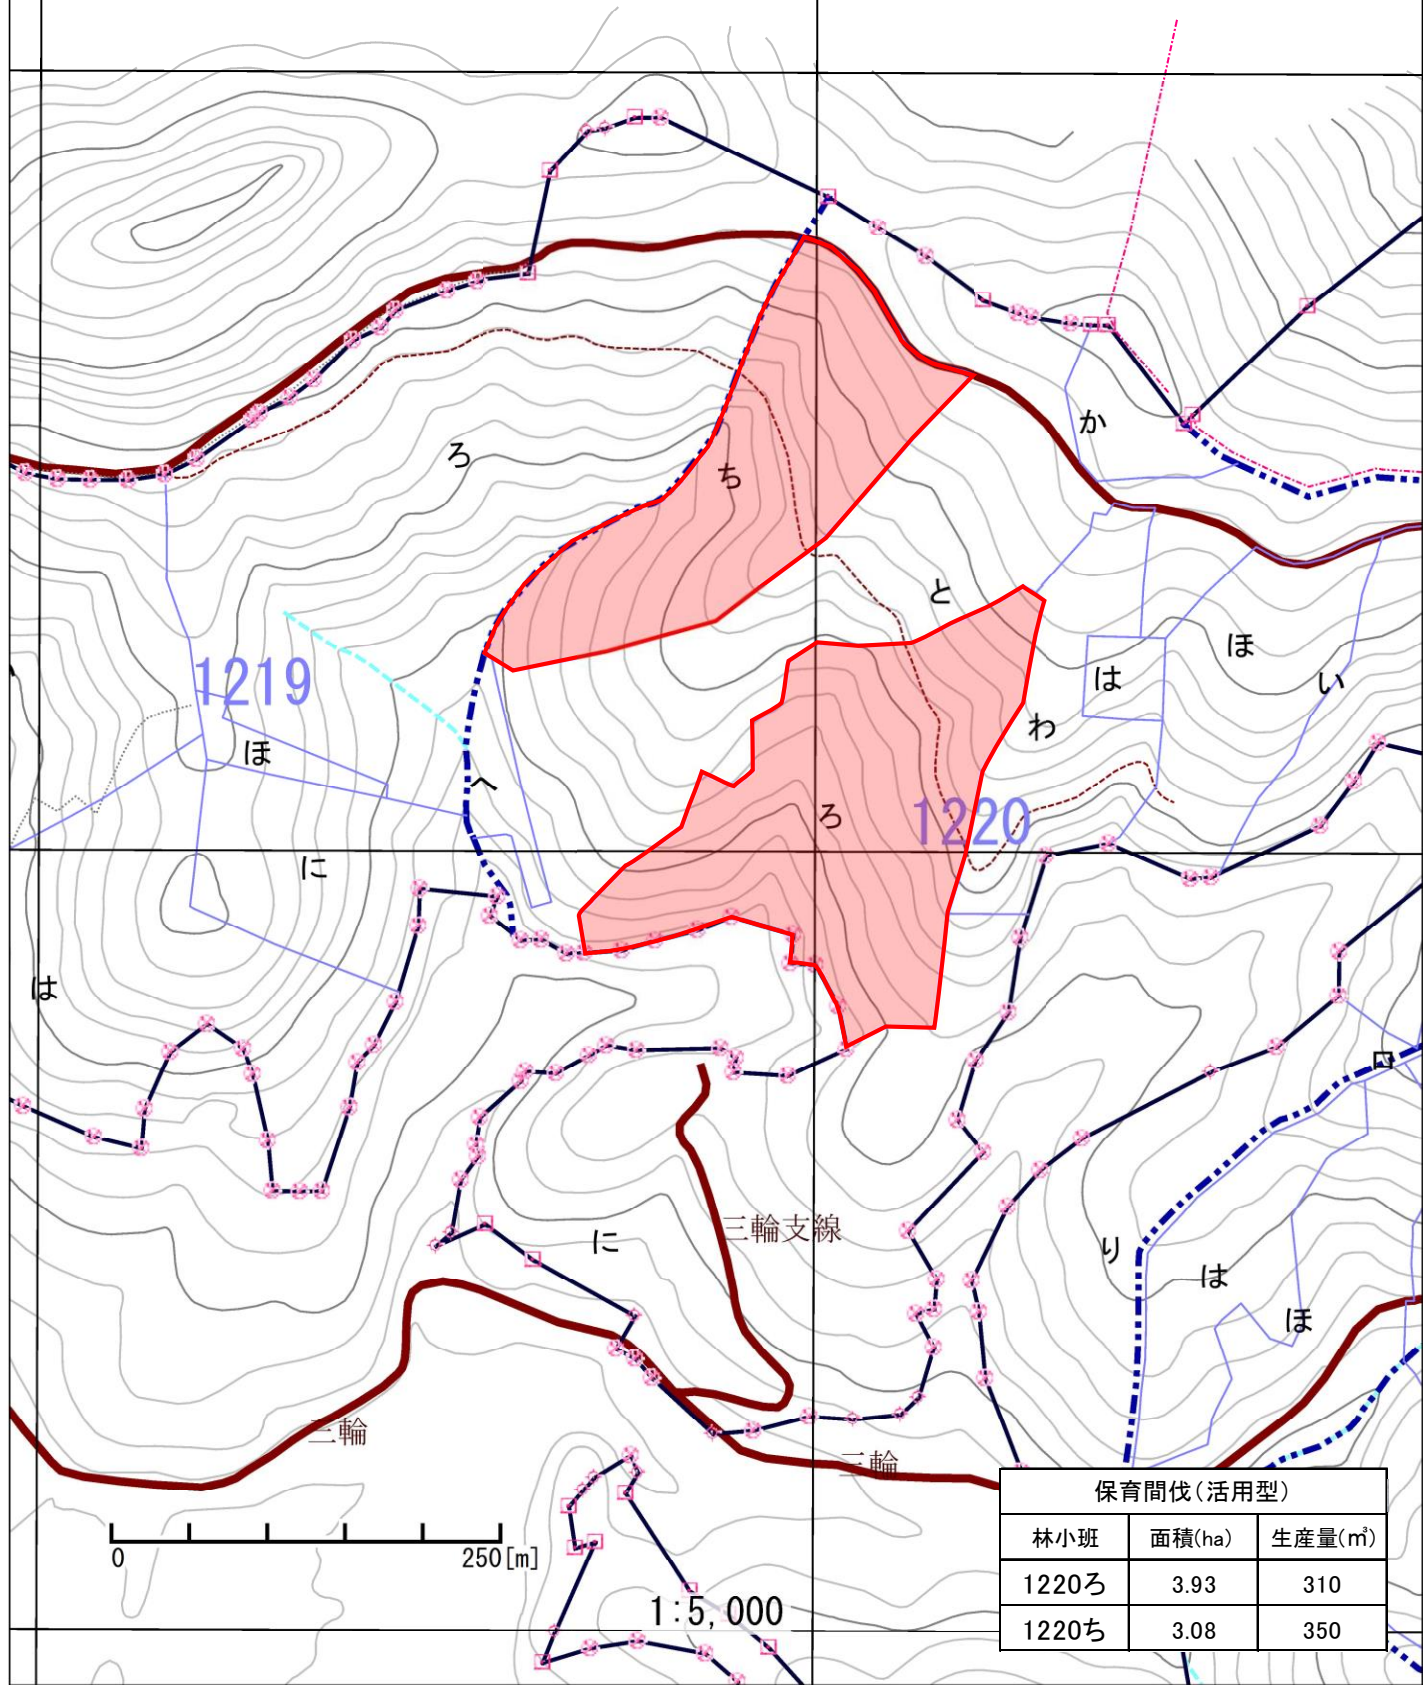 か
ろ
ち
と
ほ
は
い
1219
わ
ほ
へ
ろ
1220
に
は
三輪支線
に
り
は
ほ
三輪
三輪
0 250[m]
1:5,000
保育間伐(活用型)
林小班 面積(ha) 生産量(㎥)
1220ろ 3.93 310
1220ち 3.08 350